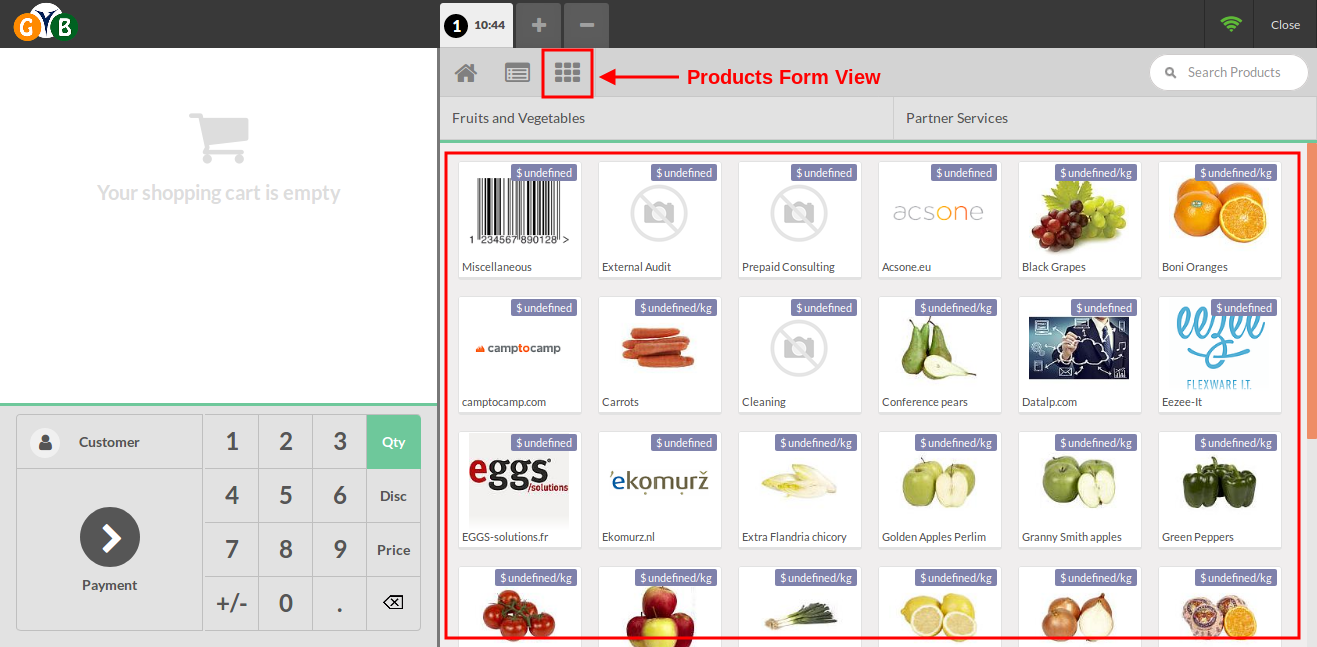 GYB
1 10:44
+
-
Close
Products Form View
Search Products
Fruits and Vegetables
Partner Services
Your shopping cart is empty
$ undefined
$ undefined
$ undefined
$ undefined
$ undefined/kg
$ undefined/kg
1 234567 890128 >
acsone
Miscellaneous
External Audit
Prepaid Consulting
Acsone.eu
Black Grapes
Boni Oranges
$ undefined
$ undefined/kg
$ undefined
$ undefined/kg
$ undefined
$ undefined
camptocamp
eezee
FLEXWARE I.T.
camptocamp.com
Carrots
Cleaning
Conference pears
Datalp.com
Eezee-It
$ undefined
$ undefined
$ undefined/kg
$ undefined/kg
$ undefined/kg
$ undefined/kg
eggs
/solutions
ekomurž
EGGS-solutions.fr
Ekomurz.nl
Extra Flandria chicory
Golden Apples Perlim
Granny Smith apples
Green Peppers
$ undefined/kg
$ undefined/kg
$ undefined/kg
$ undefined/kg
$ undefined/kg
$ undefined/kg
Customer
1 2 3 Qty
4 5 6 Disc
7 8 9 Price
Payment
+/- 0 .